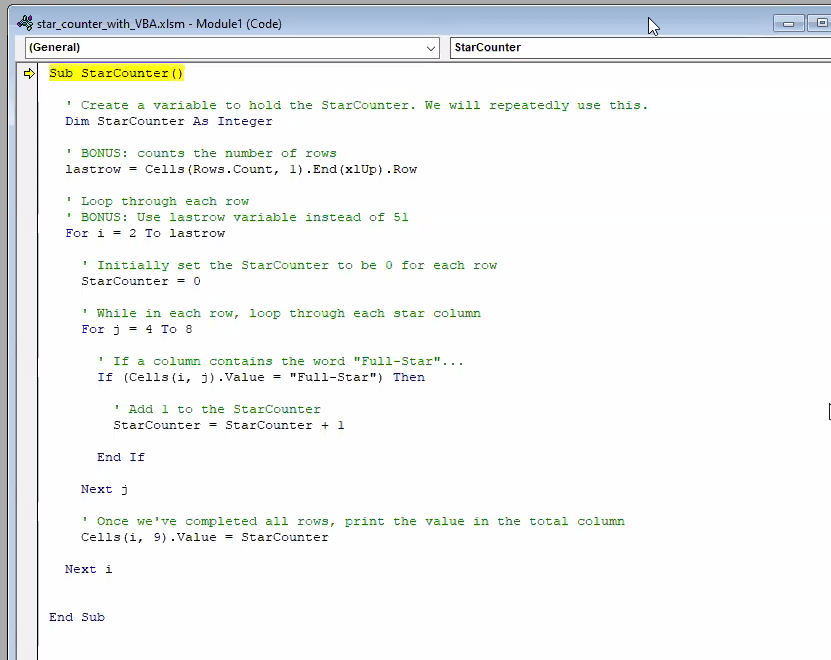 star_counter_with_VBA.xlsm - Module1 (Code)
(General) StarCounter
Sub StarCounter()
' Create a variable to hold the StarCounter. We will repeatedly use this.
Dim StarCounter As Integer
' BONUS: counts the number of rows
lastrow = Cells(Rows.Count, 1).End(xlUp).Row
' Loop through each row
' BONUS: Use lastrow variable instead of 51
For i = 2 To lastrow
' Initially set the StarCounter to be 0 for each row
StarCounter = 0
' While in each row, loop through each star column
For j = 4 To 8
' If a column contains the word "Full-Star"...
If (Cells(i, j).Value = "Full-Star") Then
' Add 1 to the StarCounter
StarCounter = StarCounter + 1
End If
Next j
' Once we've completed all rows, print the value in the total column
Cells(i, 9).Value = StarCounter
Next i
End Sub